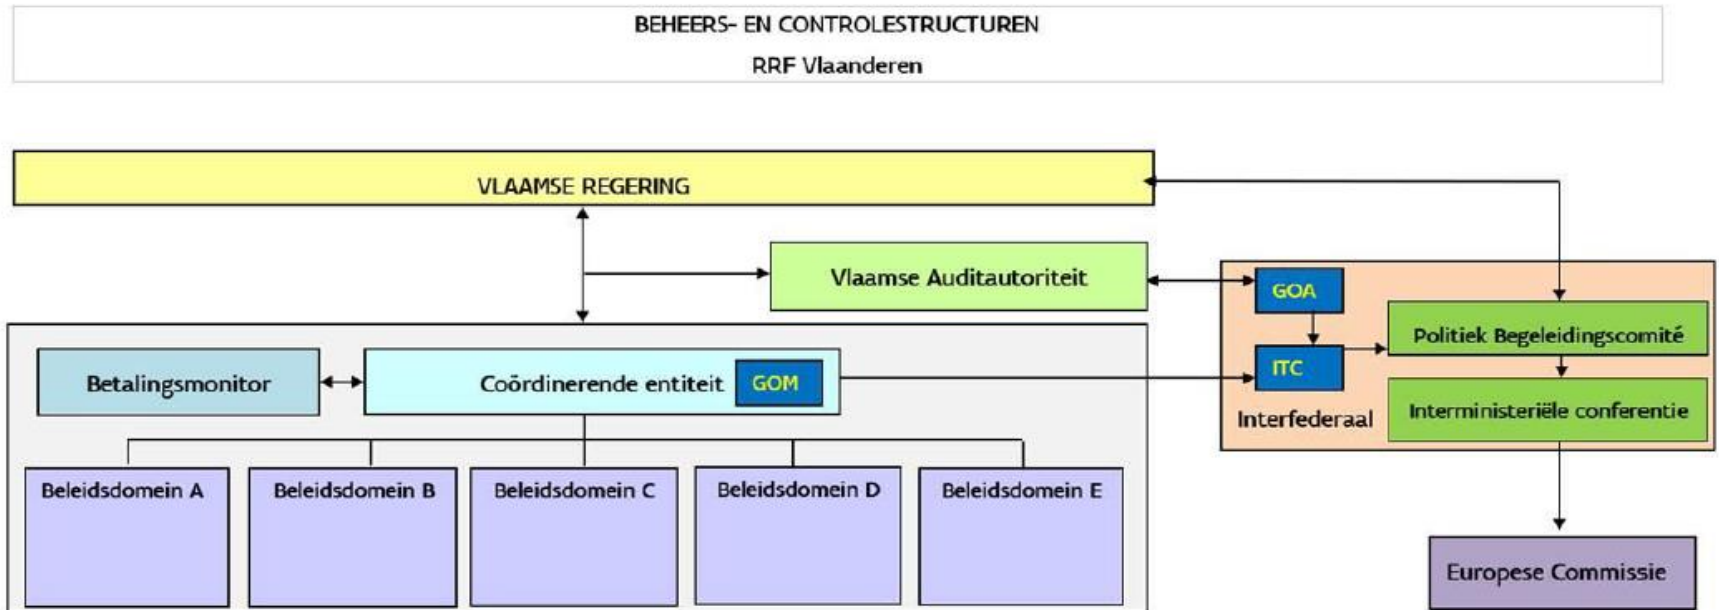 BEHEERS- EN CONTROLESTRUCTUREN
RRF Vlaanderen
VLAAMSE REGERING
Vlaamse Auditautoriteit
GOA
Politiek Begeleidingscomité
Betalingsmonitor
Coördinerende entiteit
GOM
ITC
Interfederaal
Interministeriële conferentie
Beleidsdomein A
Beleidsdomein B
Beleidsdomein C
Beleidsdomein D
Beleidsdomein E
Europese Commissie